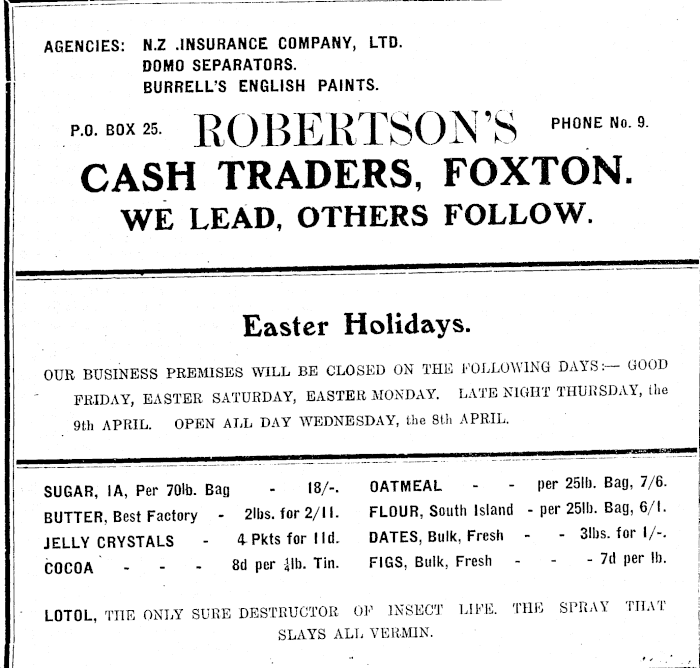 AGENCIES: N.Z .INSURANCE COMPANY, LTD.
DOMO SEPARATORS.
BURRELL'S ENGLISH PAINTS.
P.O. BOX 25. ROBERTSON'S PHONE No. 9.
CASH TRADERS, FOXTON.
WE LEAD, OTHERS FOLLOW.
Easter Holidays.
OUR BUSINESS PREMISES WILL BE CLOSED ON THE FOLLOWING DAYS:— GOOD
FRIDAY, EASTER SATURDAY, EASTER MONDAY. LATE NIGHT THURSDAY, the
9th APRIL. OPEN ALL DAY WEDNESDAY, the 8th APRIL.
SUGAR, 1A, Per 70lb. Bag - 18/-.
BUTTER, Best Factory - 2lbs. for 2/11.
JELLY CRYSTALS - 4 Pkts for 11d.
COCOA - - - 8d per ¼lb. Tin.
OATMEAL - - per 25lb. Bag, 7/6.
FLOUR, South Island - per 25lb. Bag, 6/1.
DATES, Bulk, Fresh - - 3lbs. for 1/-.
FIGS, Bulk, Fresh - - - 7d per lb.
LOTOL, THE ONLY SURE DESTRUCTOR OF INSECT LIFE. THE SPRAY THAT
SLAYS ALL VERMIN.